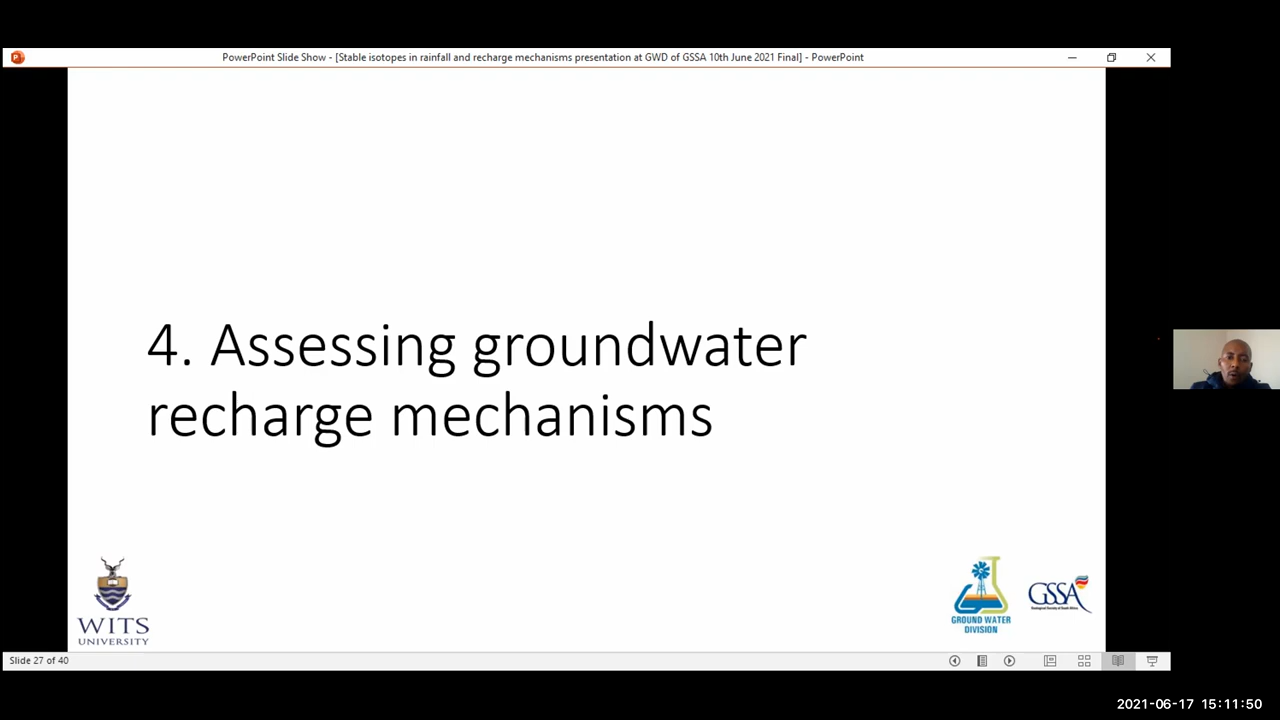 PowerPoint Slide Show - [Stable isotopes in rainfall and recharge mechanisms presentation at GWD of GSSA 10th June 2021 Final] - PowerPoint
4. Assessing groundwater
recharge mechanisms
WITS
UNIVERSITY
GROUND WATER
DIVISION
GSSA
Geological Society of South Africa
Slide 27 of 40
2021-06-17 15:11:50